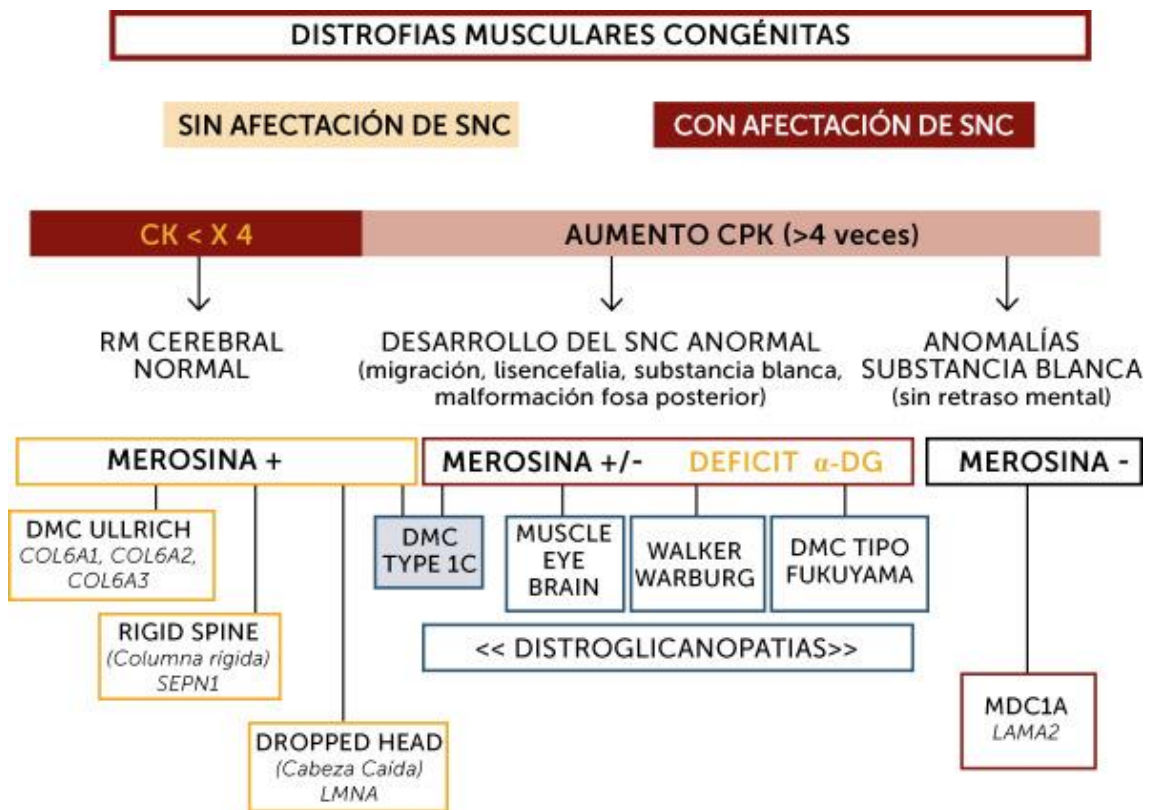 DISTROFIAS MUSCULARES CONGÉNITAS
SIN AFECTACIÓN DE SNC
CON AFECTACIÓN DE SNC
CK < X 4
AUMENTO CPK (>4 veces)
RM CEREBRAL
NORMAL
DESARROLLO DEL SNC ANORMAL
(migración, lisencefalia, substancia blanca,
malformación fosa posterior)
ANOMALÍAS
SUBSTANCIA BLANCA
(sin retraso mental)
MEROSINA +
MEROSINA +/- DEFICIT α-DG
MEROSINA -
DMC ULLRICH
COL6A1, COL6A2,
COL6A3
DMC
TYPE 1C
MUSCLE
EYE
BRAIN
WALKER
WARBURG
DMC TIPO
FUKUYAMA
RIGID SPINE
(Columna rígida)
SEPN1
<< DISTROGLICANOPATIAS>>
DROPPED HEAD
(Cabeza Caída)
LMNA
MDC1A
LAMA2